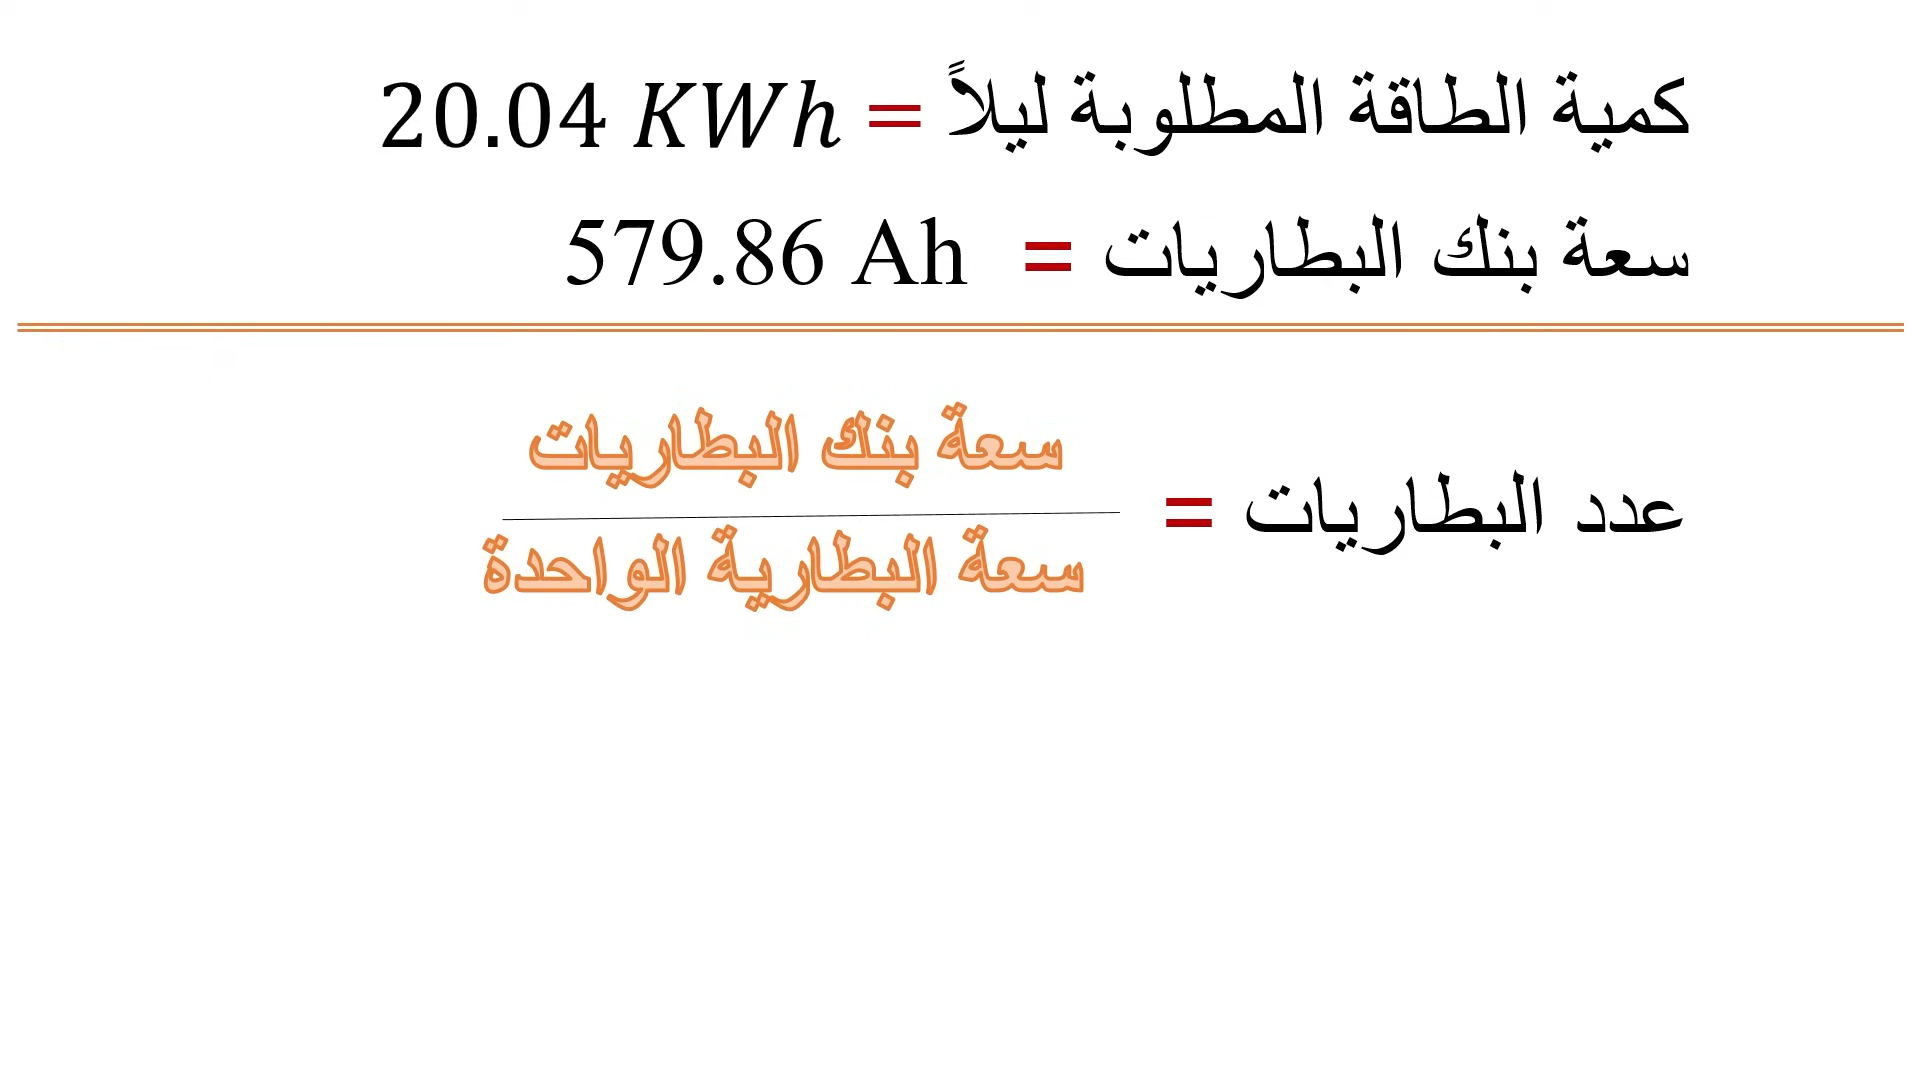 كمية الطاقة المطلوبة ليلاً = 20.04 KWh
سعة بنك البطاريات = 579.86 Ah
عدد البطاريات =
سعة بنك البطاريات
سعة البطارية الواحدة